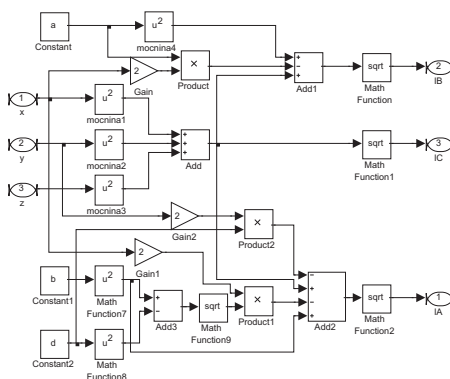 a
Constant
u²
mocnina4
2
Gain
×
Product
+
−
+
Add1
sqrt
Math
Function
2
IB
1
x
u²
mocnina1
2
y
u²
mocnina2
3
z
u²
mocnina3
+
+
+
Add
sqrt
Math
Function1
3
IC
2
Gain2
×
Product2
2
Gain1
b
Constant1
u²
Math
Function7
+
−
Add3
sqrt
Math
Function9
×
Product1
−
+
−
+
Add2
sqrt
Math
Function2
1
IA
d
Constant2
u²
Math
Function8